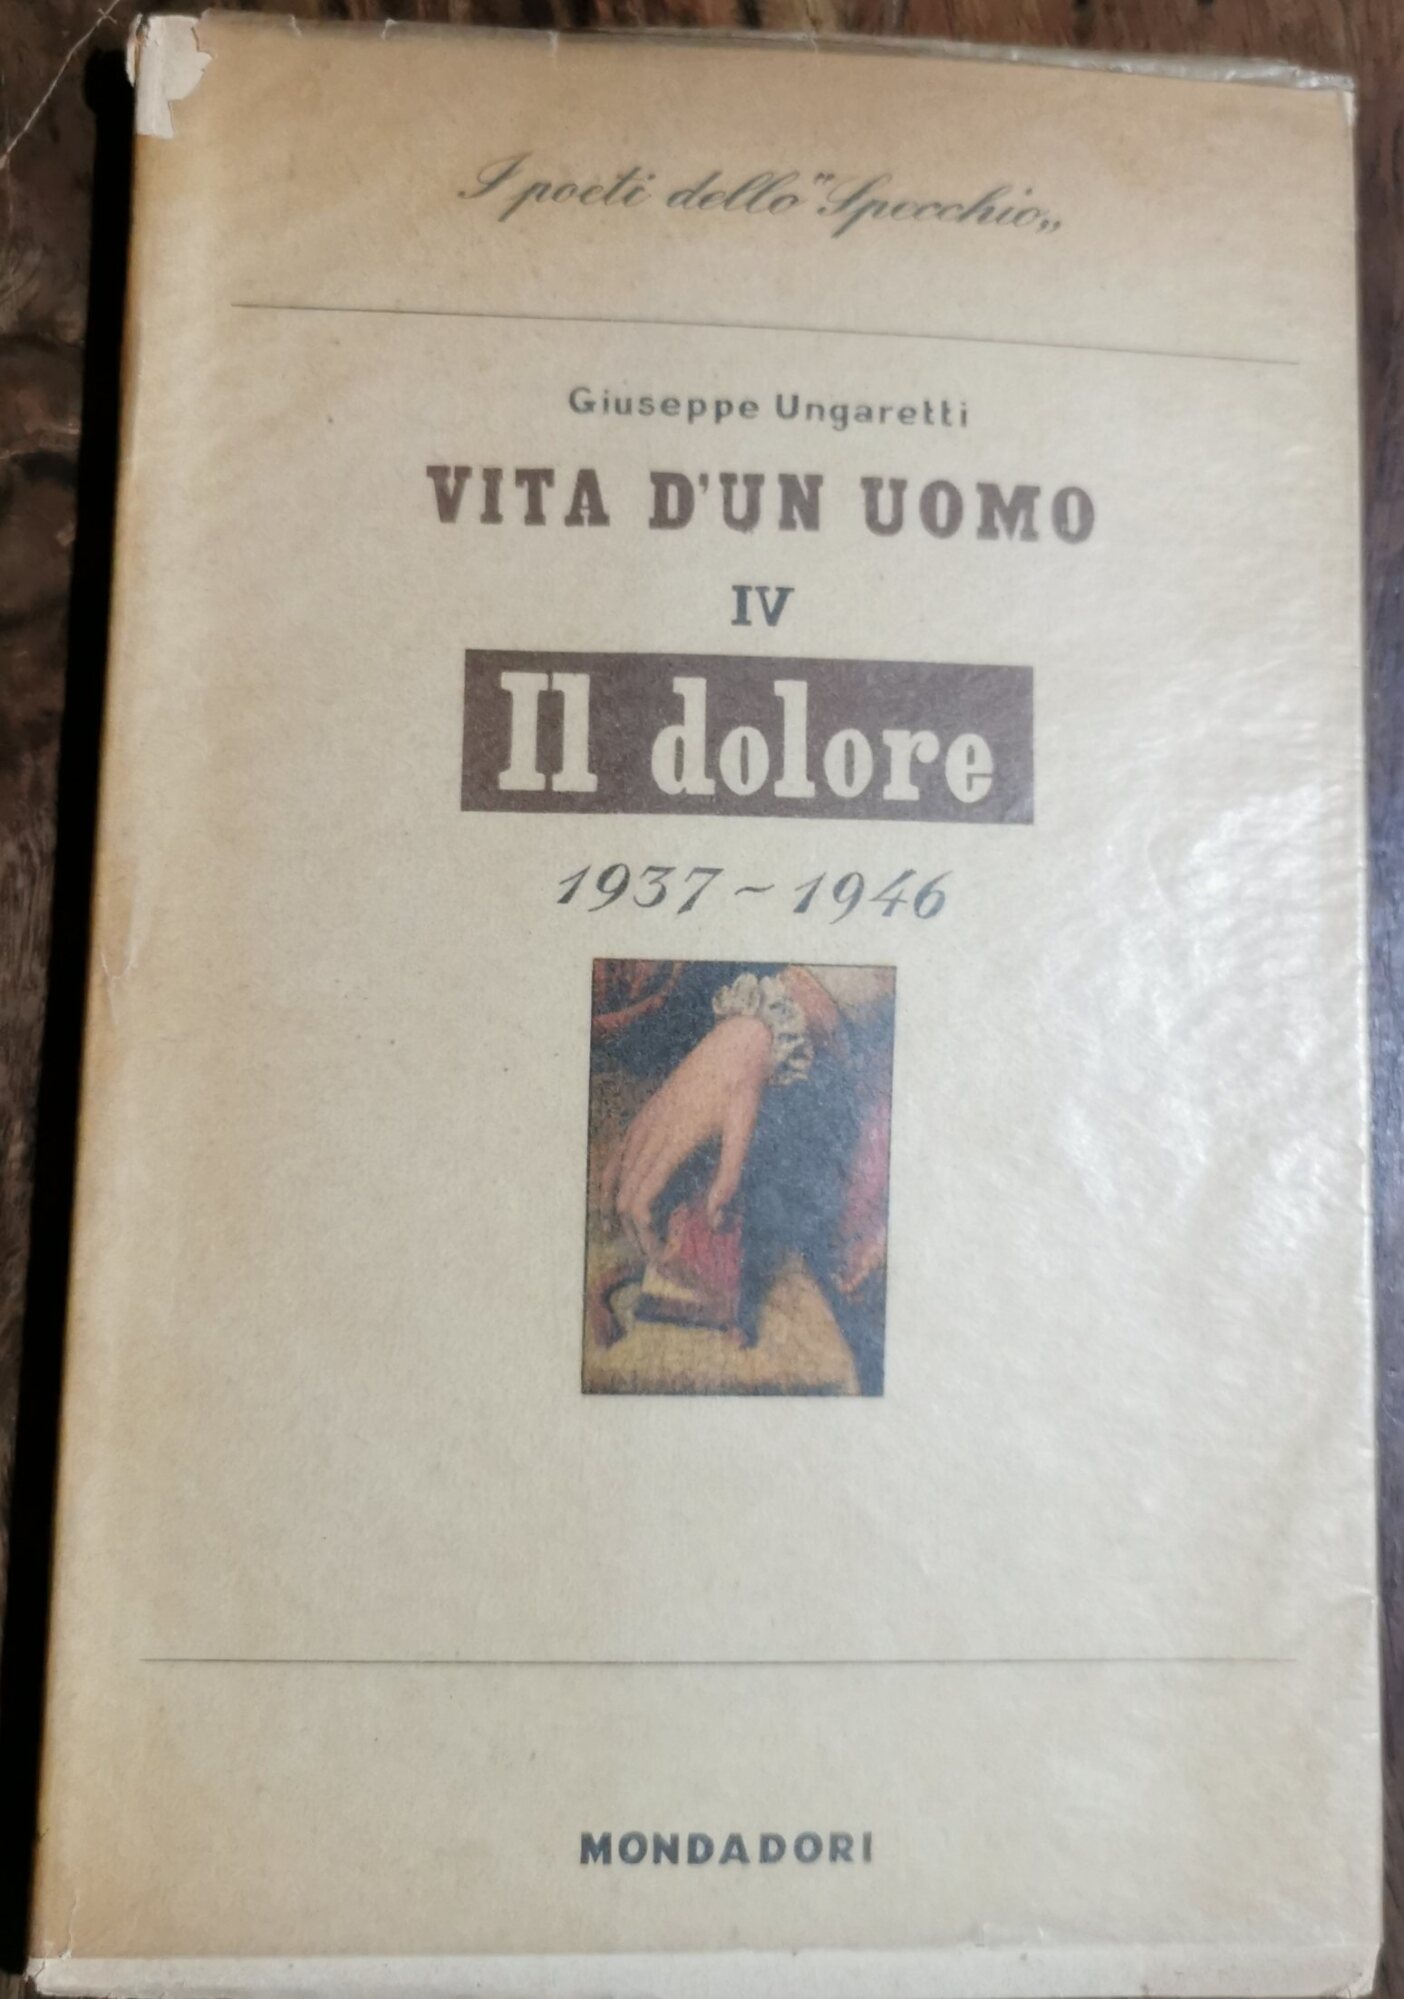 I poeti dello "Specchio„
Giuseppe Ungaretti
VITA D'UN UOMO
IV
Il dolore
1937 ~ 1946
MONDADORI